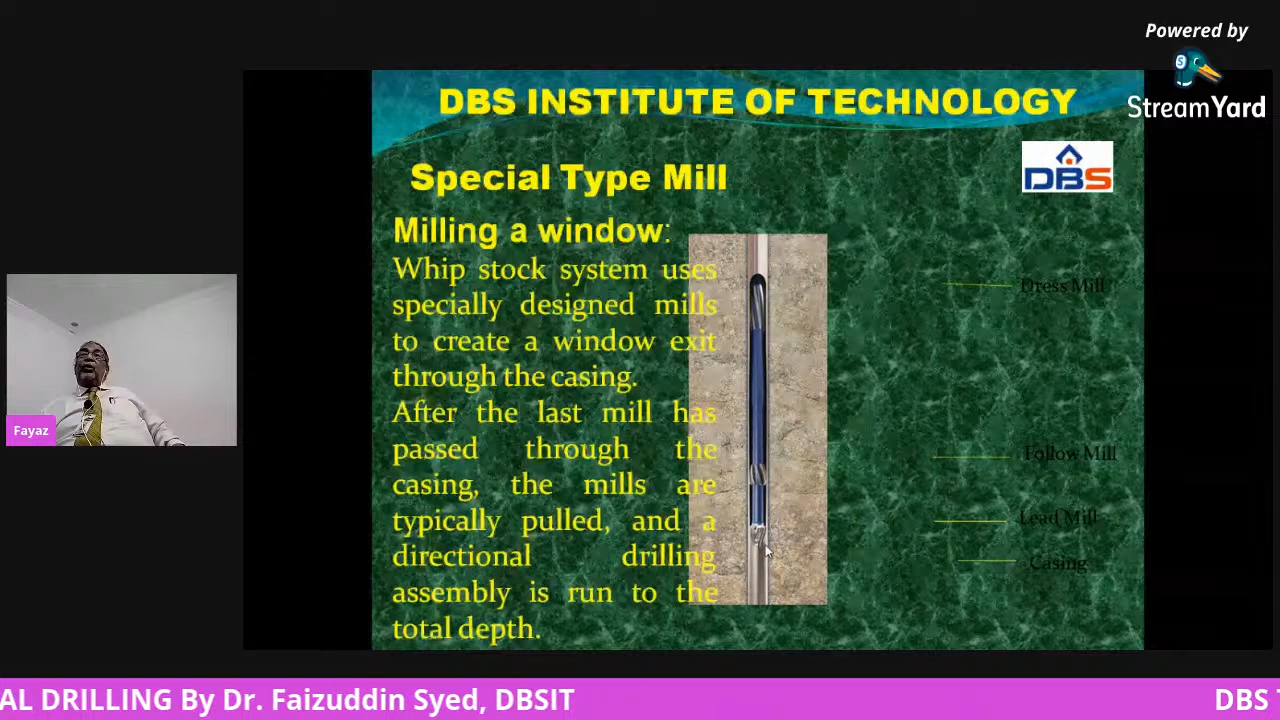 Powered by
StreamYard
DBS INSTITUTE OF TECHNOLOGY
DBS
Special Type Mill
Milling a window:
Whip stock system uses
specially designed mills
to create a window exit
through the casing.
After the last mill has
passed through the
casing, the mills are
typically pulled, and a
directional drilling
assembly is run to the
total depth.
Dress Mill
Follow Mill
Lead Mill
Casing
Fayaz
AL DRILLING By Dr. Faizuddin Syed, DBSIT
DBS